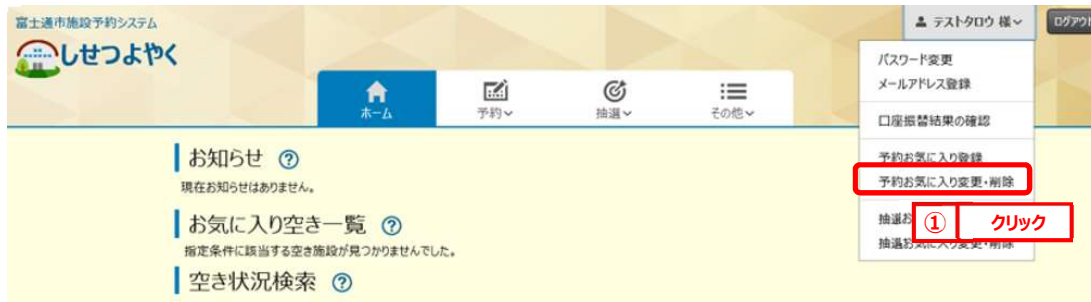 富士通市施設予約システム
しせつよやく
テストタロウ 様
ホーム
予約
抽選
その他
パスワード変更
メールアドレス登録
口座振替結果の確認
予約お気に入り登録
予約お気に入り変更・削除
抽選お
抽選お気に入り変更・削除
① クリック
お知らせ ?
現在お知らせはありません。
お気に入り空き一覧 ?
指定条件に該当する空き施設が見つかりませんでした。
空き状況検索 ?